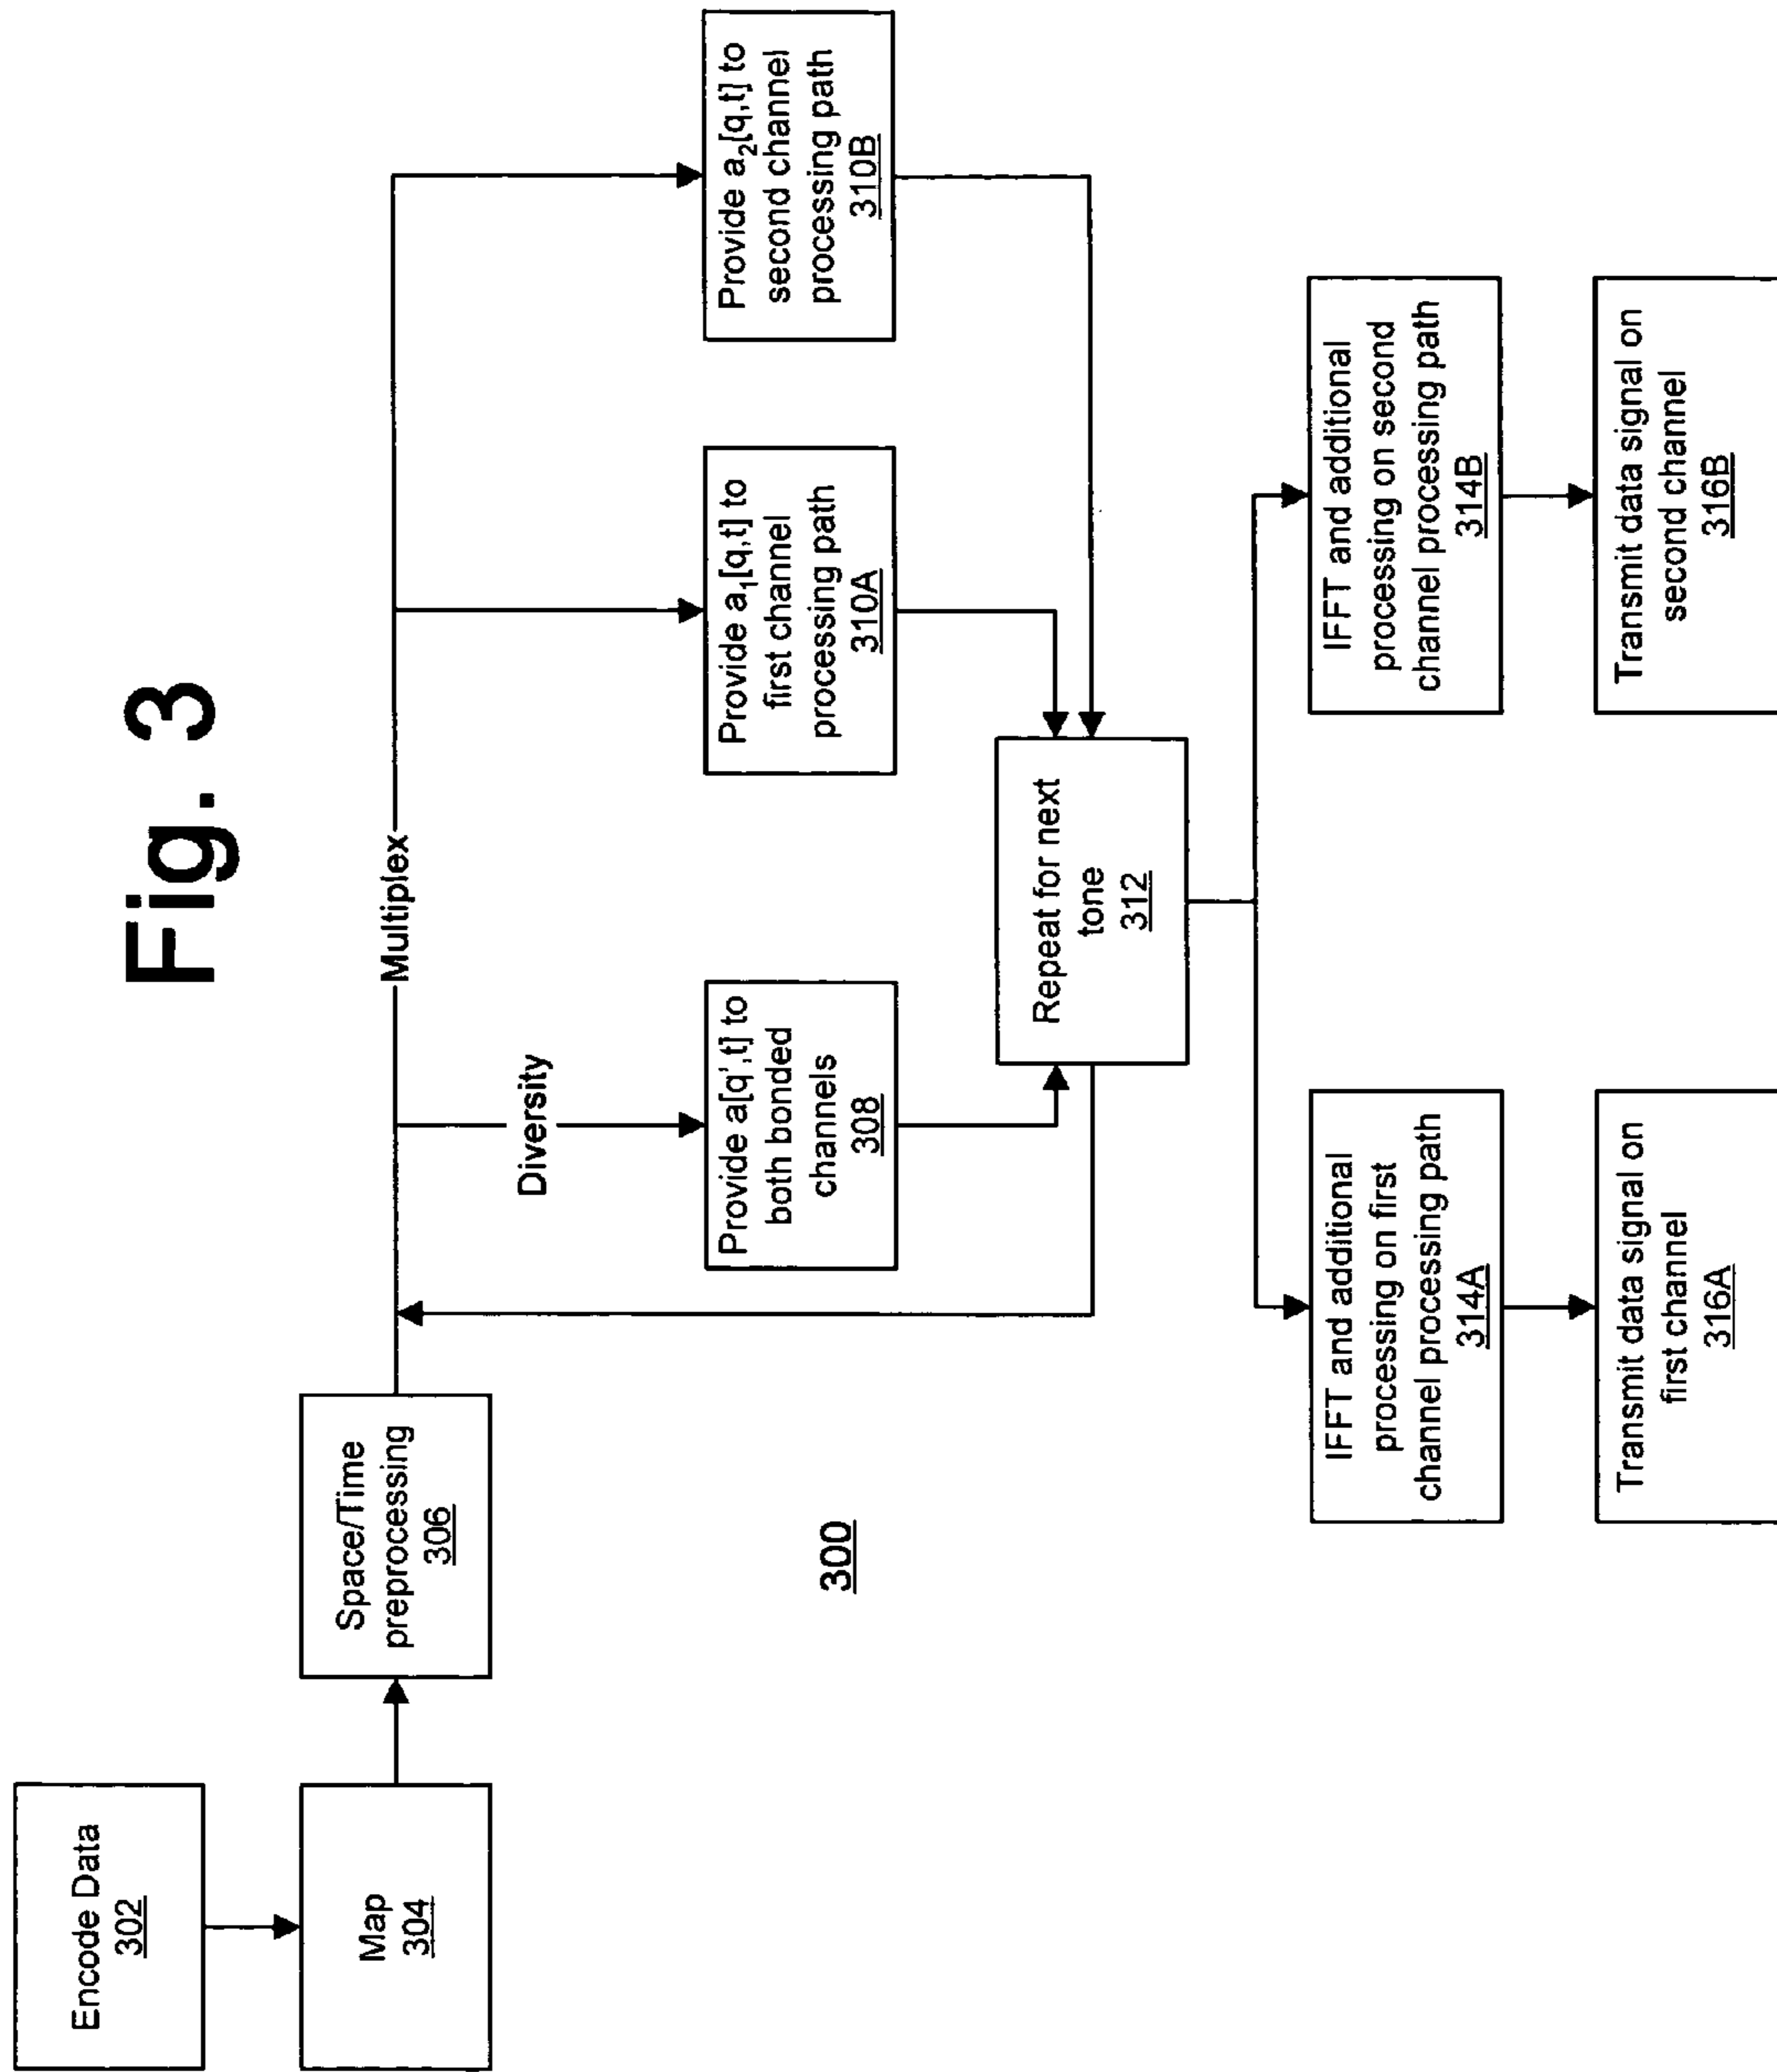 Fig. 3
Encode Data
302
Map
304
Space/Time
preprocessing
306
Multiplex
Diversity
Provide a[q',t] to
both bonded
channels
308
Provide a₁[q,t] to
first channel
processing path
310A
Provide a₂[q,t] to
second channel
processing path
310B
Repeat for next
tone
312
300
IFFT and additional
processing on first
channel process path
314A
IFFT and additional
processing on second
channel process path
314B
Transmit data signal on
first channel
316A
Transmit data signal on
second channel
316B